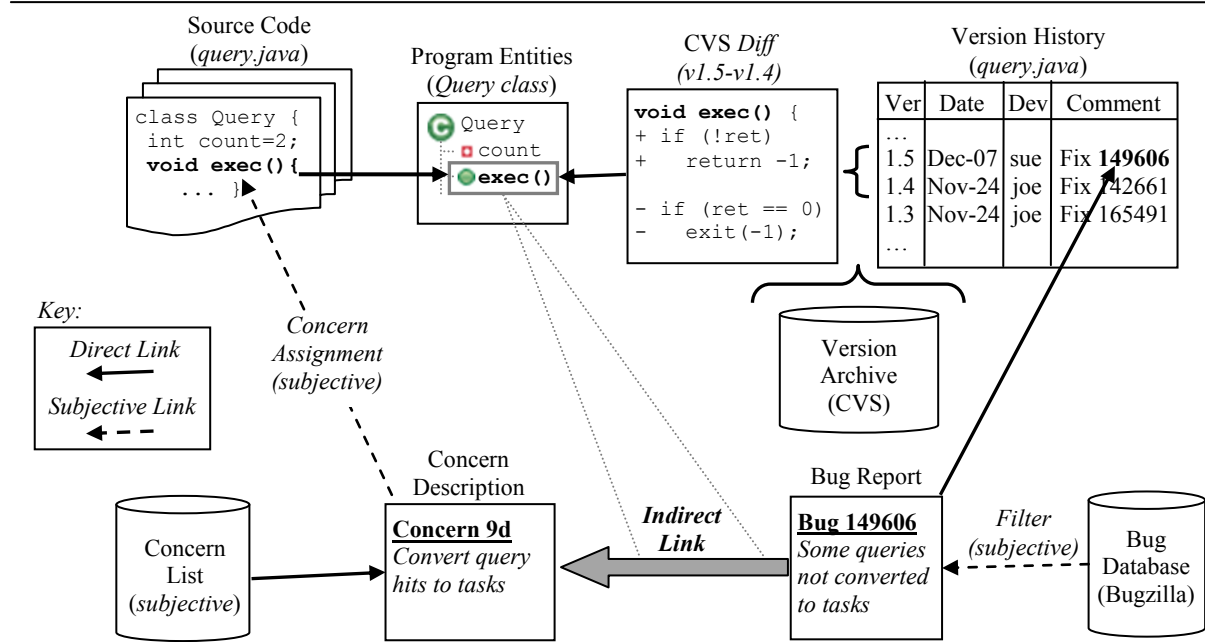 Source Code
(query.java)
class Query {
int count=2;
void exec(){
... }
Program Entities
(Query class)
Query
count
exec()
CVS Diff
(v1.5-v1.4)
void exec() {
+ if (!ret)
+ return -1;
- if (ret == 0)
- exit(-1);
Version History
(query.java)
Ver Date Dev Comment
…
1.5 Dec-07 sue Fix 149606
1.4 Nov-24 joe Fix 142661
1.3 Nov-24 joe Fix 165491
…
Key:
Direct Link
Subjective Link
Concern
Assignment
(subjective)
Version
Archive
(CVS)
Concern
List
(subjective)
Concern
Description
Concern 9d
Convert query
hits to tasks
Indirect
Link
Bug Report
Bug 149606
Some queries
not converted
to tasks
Filter
(subjective)
Bug
Database
(Bugzilla)